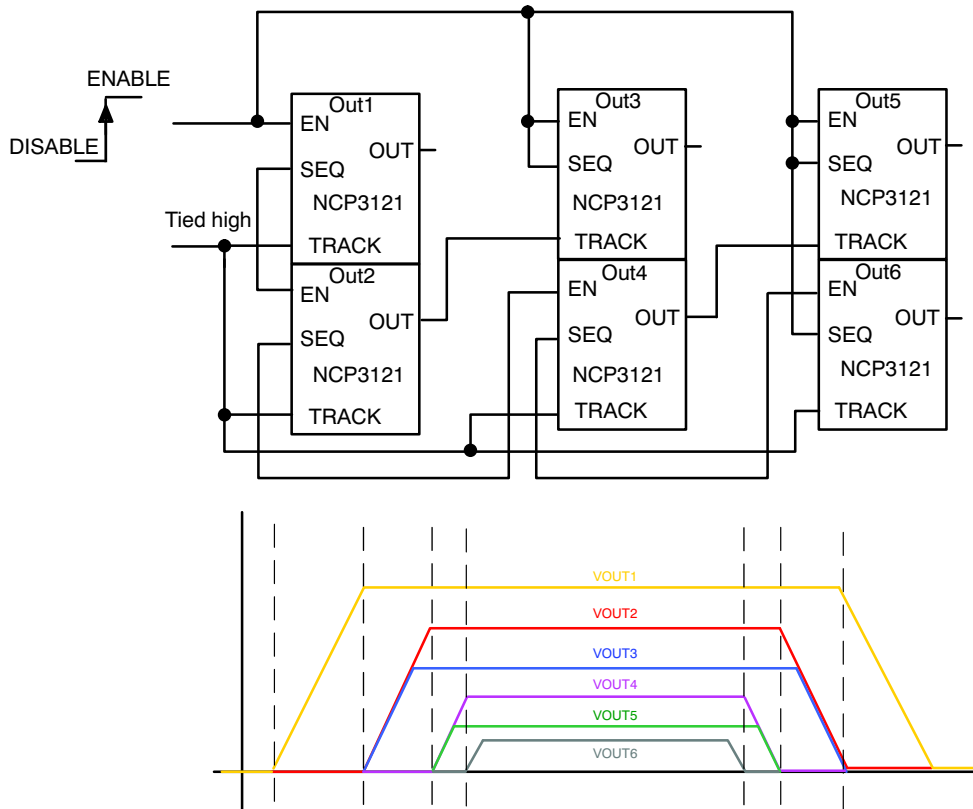 ENABLE
DISABLE
Tied high
Out1
EN
OUT
SEQ
NCP3121
TRACK
Out2
EN
OUT
SEQ
NCP3121
TRACK
Out3
EN
OUT
SEQ
NCP3121
TRACK
Out4
EN
OUT
SEQ
NCP3121
TRACK
Out5
EN
OUT
SEQ
NCP3121
TRACK
Out6
EN
OUT
SEQ
NCP3121
TRACK
VOUT1
VOUT2
VOUT3
VOUT4
VOUT5
VOUT6